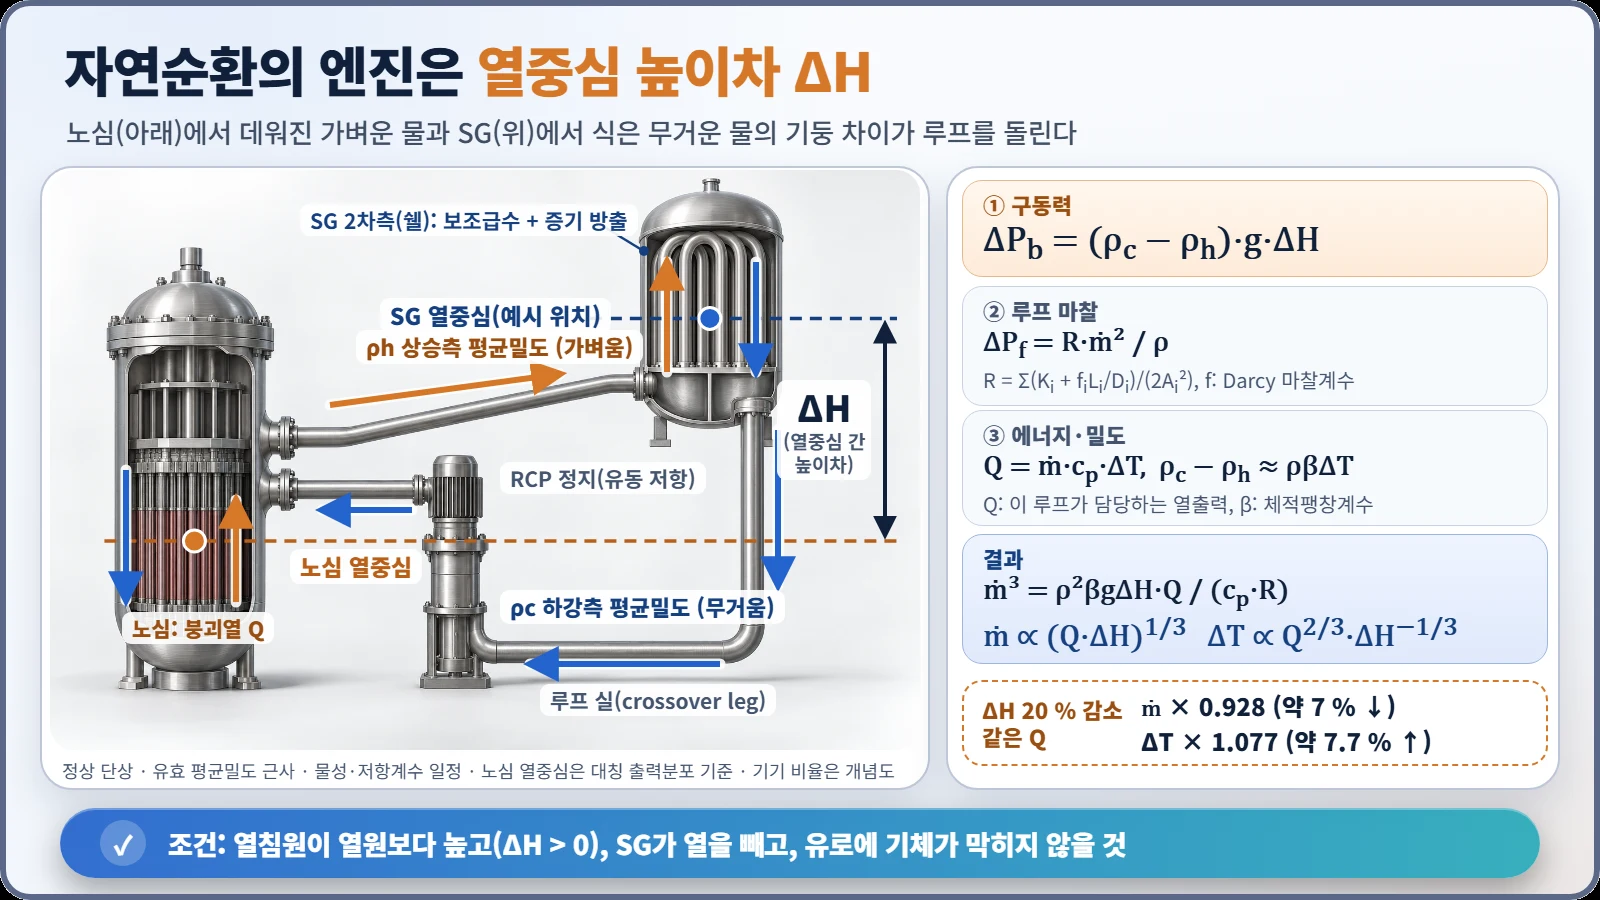 자연순환의 엔진은 열중심 높이차 ΔH
노심(아래)에서 데워진 가벼운 물과 SG(위)에서 식은 무거운 물의 기둥 차이가 루프를 돌린다
SG 2차측(쉘): 보조급수 + 증기 방출
SG 열중심(예시 위치)
ρh 상승측 평균밀도 (가벼움)
ΔH
(열중심 간
높이차)
RCP 정지(유동 저항)
노심 열중심
ρc 하강측 평균밀도 (무거움)
노심: 붕괴열 Q
루프 실(crossover leg)
정상 단상 · 유효 평균밀도 근사 · 물성·저항계수 일정 · 노심 열중심은 대칭 출력분포 기준 · 기기 비율은 개념도
① 구동력
ΔP_b = (ρ_c − ρ_h)·g·ΔH
② 루프 마찰
ΔP_f = R·ṁ² / ρ
R = Σ(K_i + f_iL_i/D_i)/(2A_i²), f: Darcy 마찰계수
③ 에너지·밀도
Q = ṁ·c_p·ΔT, ρ_c − ρ_h ≈ ρβΔT
Q: 이 루프가 담당하는 열출력, β: 체적팽창계수
결과
ṁ³ = ρ²βgΔH·Q / (c_p·R)
ṁ ∝ (Q·ΔH)^1/3 ΔT ∝ Q^2/3·ΔH^−1/3
ΔH 20 % 감소
같은 Q
ṁ × 0.928 (약 7 % ↓)
ΔT × 1.077 (약 7.7 % ↑)
✓ 조건: 열침원이 열원보다 높고(ΔH > 0), SG가 열을 빼고, 유로에 기체가 막히지 않을 것